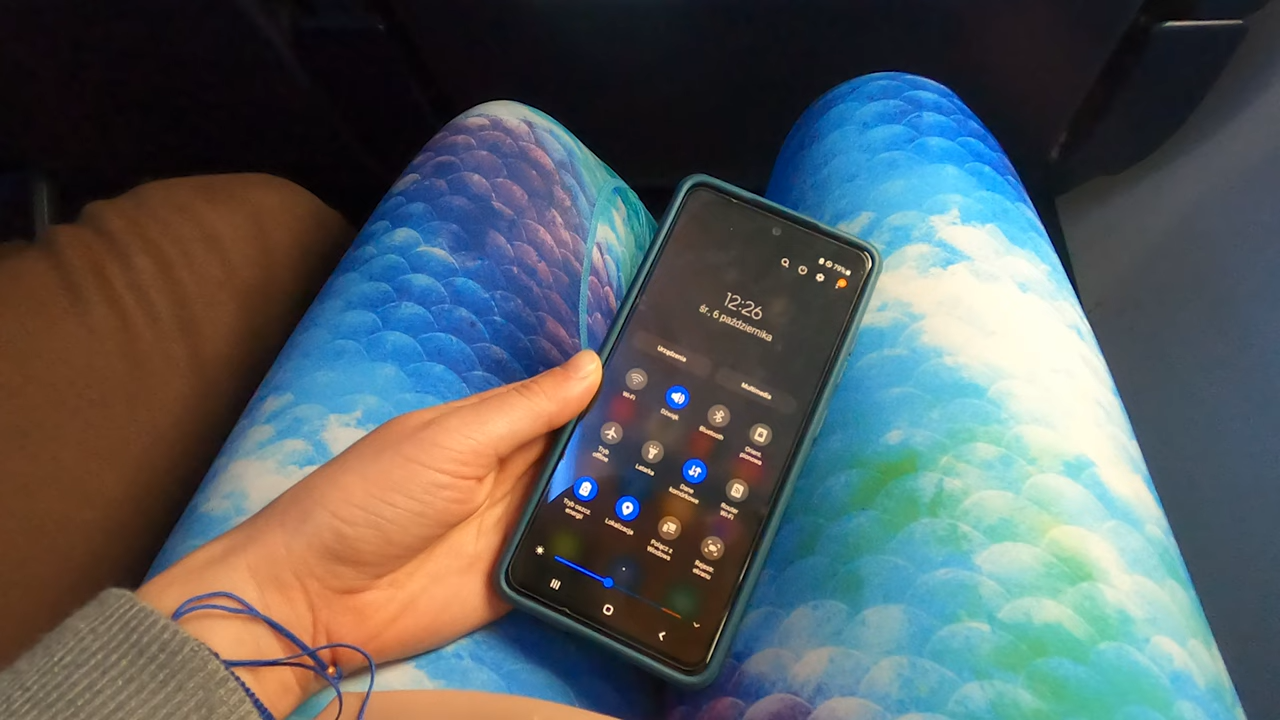 79%
12:26
śr., 6 października
Urządzenia
Multimedia
Wi-Fi
Dźwięk
Bluetooth
Orient.
pionowa
Tryb
offline
Latarka
Dane
komórkowe
Router
Wi-Fi
Tryb oszcz.
energii
Lokalizacja
Połącz z
Windows
Rejestr.
ekranu